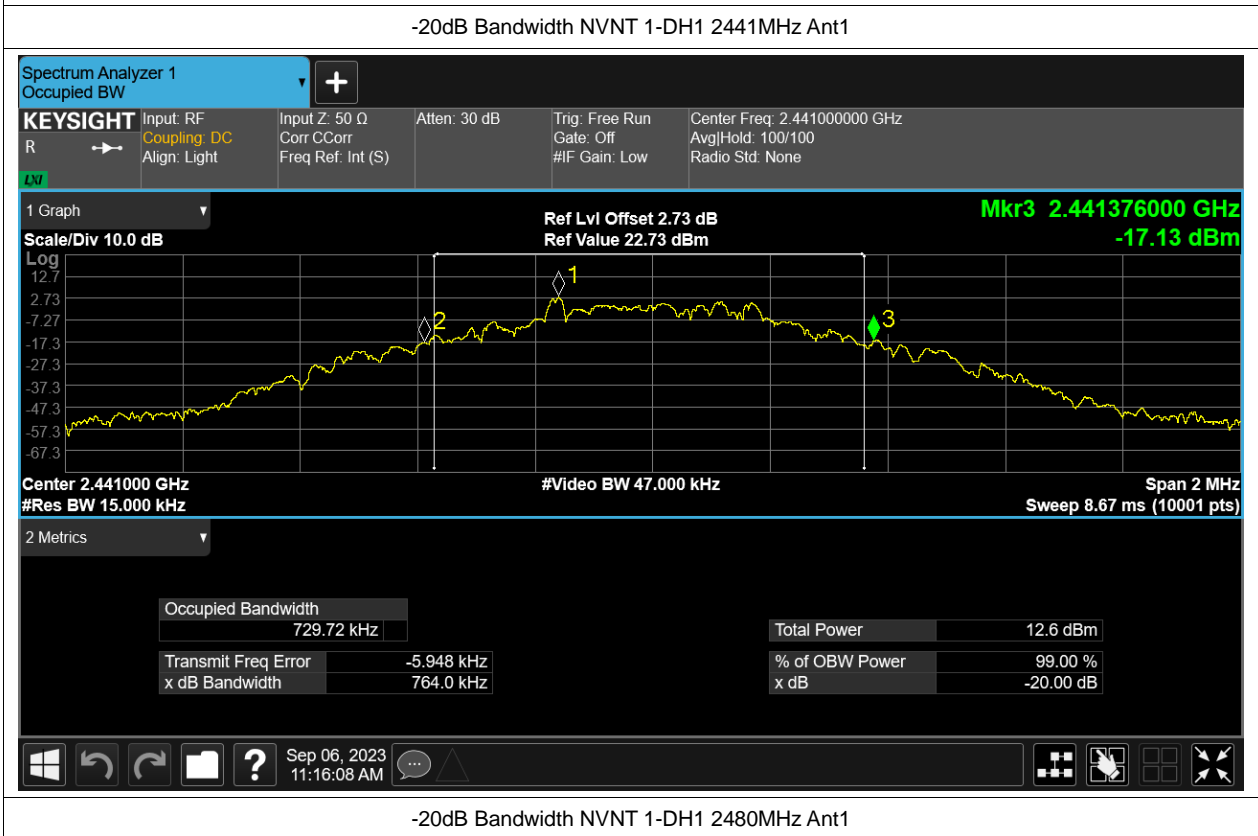 -20dB Bandwidth NVNT 1-DH1 2441MHz Ant1
Spectrum Analyzer 1
Occupied BW
KEYSIGHT
R
LXI
Input: RF
Coupling: DC
Align: Light
Input Z: 50 Ω
Corr CCorr
Freq Ref: Int (S)
Atten: 30 dB
Trig: Free Run
Gate: Off
#IF Gain: Low
Center Freq: 2.441000000 GHz
Avg|Hold: 100/100
Radio Std: None
1 Graph
Scale/Div 10.0 dB
Ref Lvl Offset 2.73 dB
Ref Value 22.73 dBm
Mkr3 2.441376000 GHz
-17.13 dBm
Log
12.7
2.73
-7.27
-17.3
-27.3
-37.3
-47.3
-57.3
-67.3
1
2
3
Center 2.441000 GHz
#Video BW 47.000 kHz
Span 2 MHz
#Res BW 15.000 kHz
Sweep 8.67 ms (10001 pts)
2 Metrics
Occupied Bandwidth
729.72 kHz
Total Power 12.6 dBm
Transmit Freq Error -5.948 kHz
% of OBW Power 99.00 %
x dB Bandwidth 764.0 kHz
x dB -20.00 dB
?
Sep 06, 2023
11:16:08 AM
-20dB Bandwidth NVNT 1-DH1 2480MHz Ant1